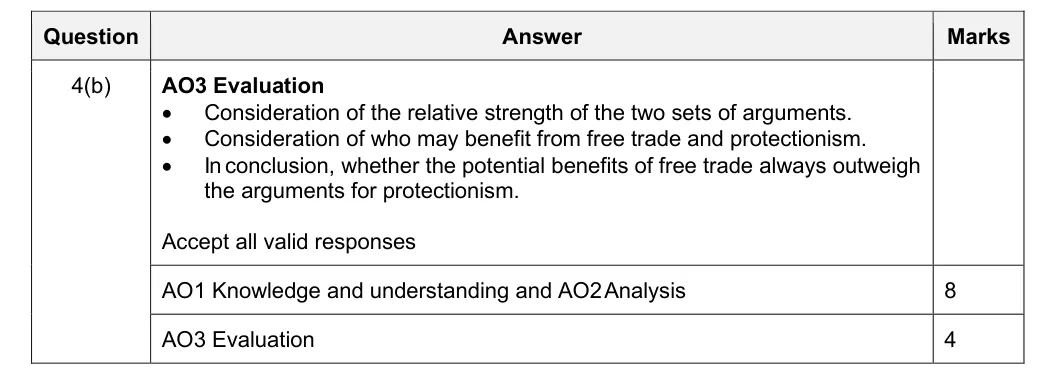 Question Answer Marks
4(b) AO3 Evaluation
• Consideration of the relative strength of the two sets of arguments.
• Consideration of who may benefit from free trade and protectionism.
• In conclusion, whether the potential benefits of free trade always outweigh
the arguments for protectionism.
Accept all valid responses
AO1 Knowledge and understanding and AO2 Analysis 8
AO3 Evaluation 4